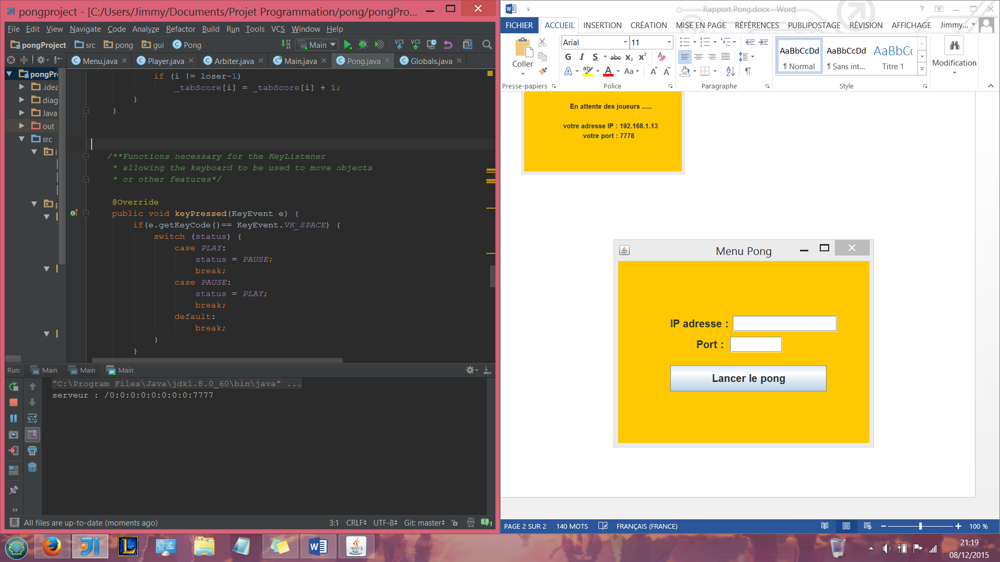 pongproject - [C:/Users/Jimmy/Documents/Projet Programmation/pong/pongPro...
File Edit View Navigate Code Analyze Refactor Build Run Tools VCS Window Help
pongProject src pong gui Pong
Main
VCS VCS
Menu.java Player.java Arbiter.java Main.java Pong.java Globals.java
pongPr
.idea
diag
Java
out
src
if (i != loser-1)
_tabScore[i] = _tabScore[i] + 1;
}
}
/**Functions necessary for the KeyListener
* allowing the keyboard to be used to move objects
* or other features*/
@Override
public void keyPressed(KeyEvent e) {
if(e.getKeyCode()== KeyEvent.VK_SPACE) {
switch (status) {
case PLAY:
status = PAUSE;
break;
case PAUSE:
status = PLAY;
break;
default:
break;
}
}
Run: Main Main Main
"C:\Program Files\Java\jdk1.8.0_60\bin\java" ...
serveur : /0:0:0:0:0:0:0:0:7777
All files are up-to-date (moments ago)
3:1 CRLF UTF-8 Git: master
Rapport Pong.docx - Word
FICHIER ACCUEIL INSERTION CRÉATION MISE EN PAGE RÉFÉRENCES PUBLIPOSTAGE RÉVISION AFFICHAGE Jimmy...
Coller
Presse-papiers
Arial 11
G I S abc x₂ x²
A ab A Aa A A
Police
Paragraphe
AaBbCcDd AaBbCcDd AaBbCc
¶ Normal ¶ Sans int... Titre 1
Style
Modification
En attente des joueurs .....
votre adresse IP : 192.168.1.13
votre port : 7778
Menu Pong
IP adresse :
Port :
Lancer le pong
PAGE 2 SUR 2 140 MOTS FRANÇAIS (FRANCE)
100 %
21:19
08/12/2015